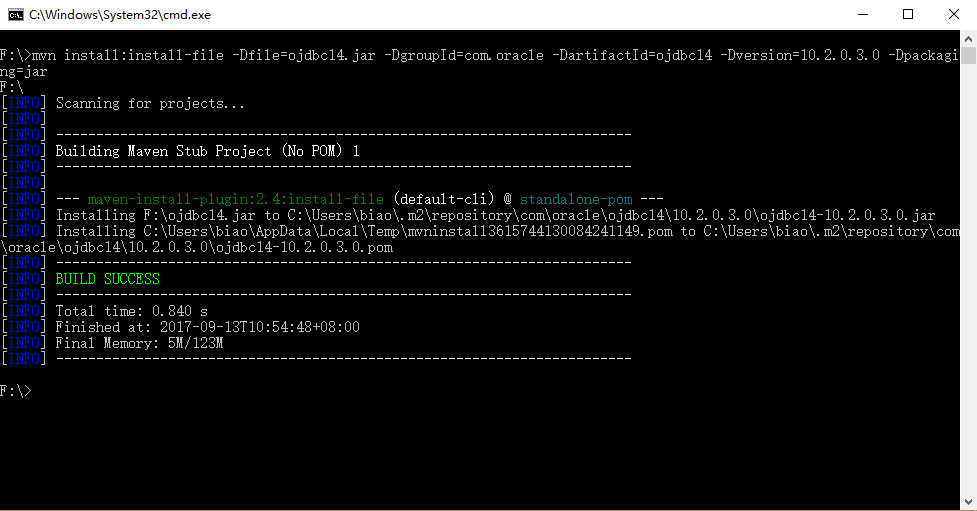 C:\Windows\System32\cmd.exe
F:\>mvn install:install-file -Dfile=ojdbc14.jar -DgroupId=com.oracle -DartifactId=ojdbc14 -Dversion=10.2.0.3.0 -Dpackagi
ng=jar
F:\
[INFO] Scanning for projects...
[INFO]
[INFO] ------------------------------------------------------------------------
[INFO] Building Maven Stub Project (No POM) 1
[INFO] ------------------------------------------------------------------------
[INFO]
[INFO] --- maven-install-plugin:2.4:install-file (default-cli) @ standalone-pom ---
[INFO] Installing F:\ojdbc14.jar to C:\Users\biao\.m2\repository\com\oracle\ojdbc14\10.2.0.3.0\ojdbc14-10.2.0.3.0.jar
[INFO] Installing C:\Users\biao\AppData\Local\Temp\mvninstall3615744130084241149.pom to C:\Users\biao\.m2\repository\com
\oracle\ojdbc14\10.2.0.3.0\ojdbc14-10.2.0.3.0.pom
[INFO] ------------------------------------------------------------------------
[INFO] BUILD SUCCESS
[INFO] ------------------------------------------------------------------------
[INFO] Total time: 0.840 s
[INFO] Finished at: 2017-09-13T10:54:48+08:00
[INFO] Final Memory: 5M/123M
[INFO] ------------------------------------------------------------------------
F:\>